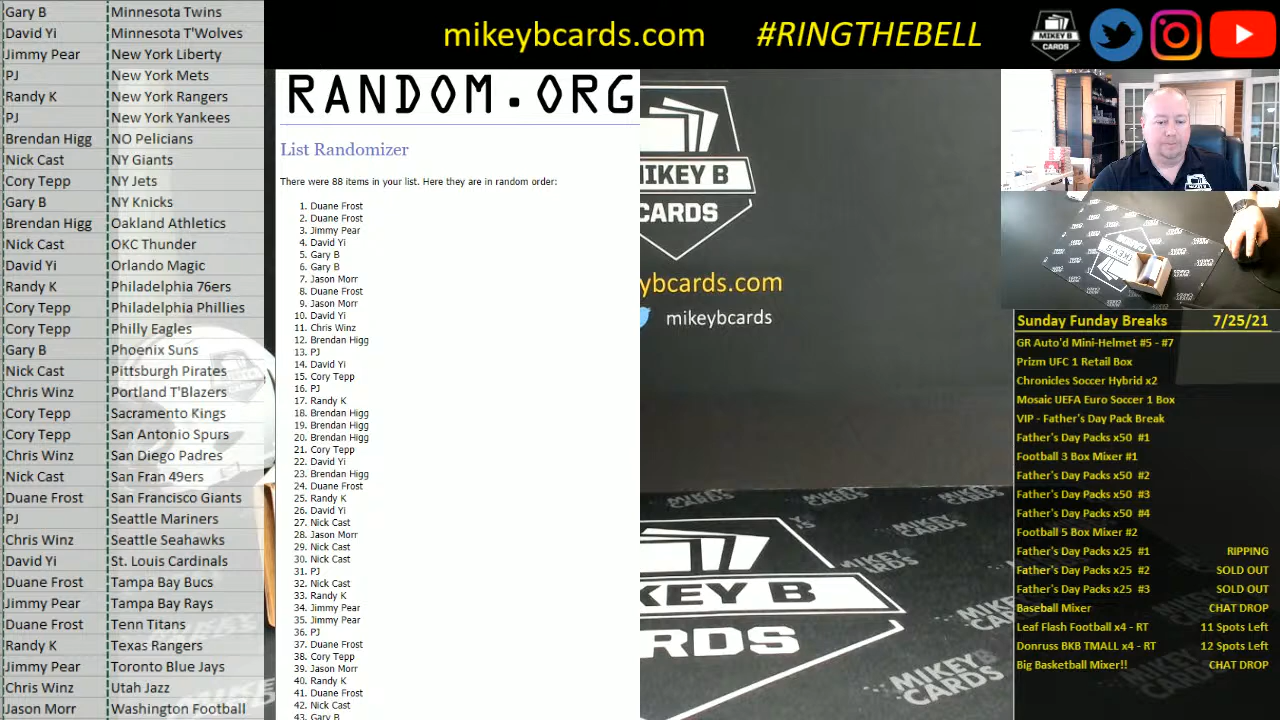 mikeybcards.com #RINGTHEBELL
MIKEY B
CARDS
Gary B Minnesota Twins
David Yi Minnesota T'Wolves
Jimmy Pear New York Liberty
PJ New York Mets
Randy K New York Rangers
PJ New York Yankees
Brendan Higg NO Pelicians
Nick Cast NY Giants
Cory Tepp NY Jets
Gary B NY Knicks
Brendan Higg Oakland Athletics
Nick Cast OKC Thunder
David Yi Orlando Magic
Randy K Philadelphia 76ers
Cory Tepp Philadelphia Phillies
Cory Tepp Philly Eagles
Gary B Phoenix Suns
Nick Cast Pittsburgh Pirates
Chris Winz Portland T'Blazers
Cory Tepp Sacramento Kings
Cory Tepp San Antonio Spurs
Chris Winz San Diego Padres
Nick Cast San Fran 49ers
Duane Frost San Francisco Giants
PJ Seattle Mariners
Chris Winz Seattle Seahawks
David Yi St. Louis Cardinals
Duane Frost Tampa Bay Bucs
Jimmy Pear Tampa Bay Rays
Duane Frost Tenn Titans
Randy K Texas Rangers
Jimmy Pear Toronto Blue Jays
Chris Winz Utah Jazz
Jason Morr Washington Football
RANDOM.ORG
List Randomizer
There were 88 items in your list. Here they are in random order:
1. Duane Frost
2. Duane Frost
3. Jimmy Pear
4. David Yi
5. Gary B
6. Gary B
7. Jason Morr
8. Duane Frost
9. Jason Morr
10. David Yi
11. Chris Winz
12. Brendan Higg
13. PJ
14. David Yi
15. Cory Tepp
16. PJ
17. Randy K
18. Brendan Higg
19. Brendan Higg
20. Brendan Higg
21. Cory Tepp
22. David Yi
23. Brendan Higg
24. Duane Frost
25. Randy K
26. David Yi
27. Nick Cast
28. Jason Morr
29. Nick Cast
30. Nick Cast
31. PJ
32. Nick Cast
33. Randy K
34. Jimmy Pear
35. Jimmy Pear
36. PJ
37. Duane Frost
38. Cory Tepp
39. Jason Morr
40. Randy K
41. Duane Frost
42. Nick Cast
43. Gary B
MIKEY B
CARDS
ybcards.com
mikeybcards
KEY B
CARDS
Sunday Funday Breaks 7/25/21
GR Auto'd Mini-Helmet #5 - #7
Prizm UFC 1 Retail Box
Chronicles Soccer Hybrid x2
Mosaic UEFA Euro Soccer 1 Box
VIP - Father's Day Pack Break
Father's Day Packs x50 #1
Football 3 Box Mixer #1
Father's Day Packs x50 #2
Father's Day Packs x50 #3
Father's Day Packs x50 #4
Football 5 Box Mixer #2
Father's Day Packs x25 #1 RIPPING
Father's Day Packs x25 #2 SOLD OUT
Father's Day Packs x25 #3 SOLD OUT
Baseball Mixer CHAT DROP
Leaf Flash Football x4 - RT 11 Spots Left
Donruss BKB TMALL x4 - RT 12 Spots Left
Big Basketball Mixer!! CHAT DROP